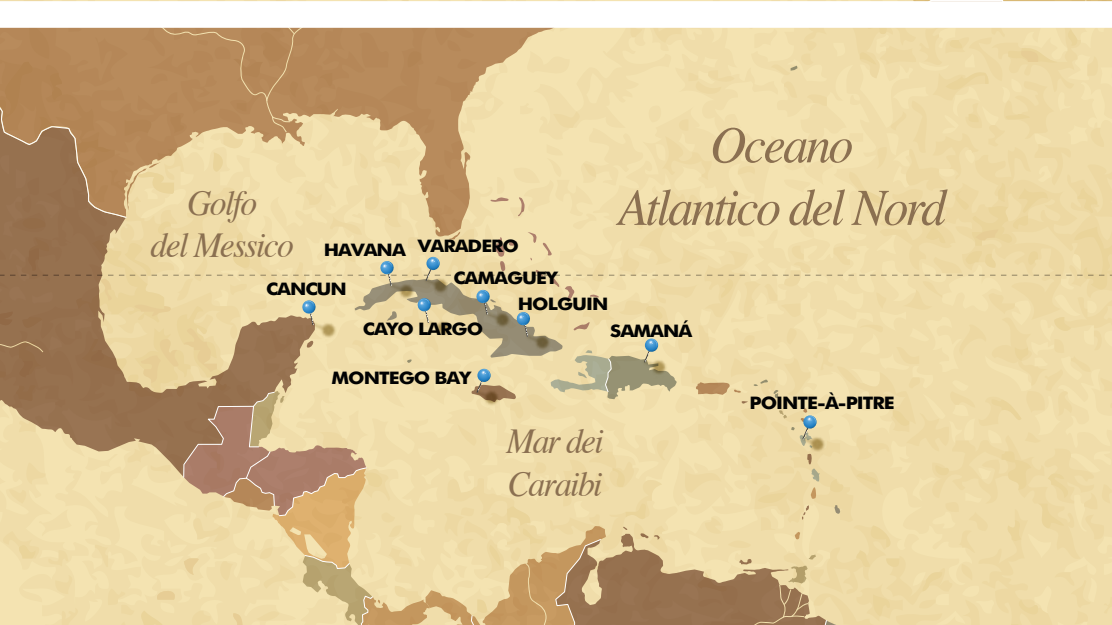 Oceano
Atlantico del Nord
Golfo
del Messico
HAVANA
VARADERO
CAMAGUEY
CANCUN
HOLGUIN
CAYO LARGO
SAMANÁ
MONTEGO BAY
POINTE-À-PITRE
Mar dei
Caraibi